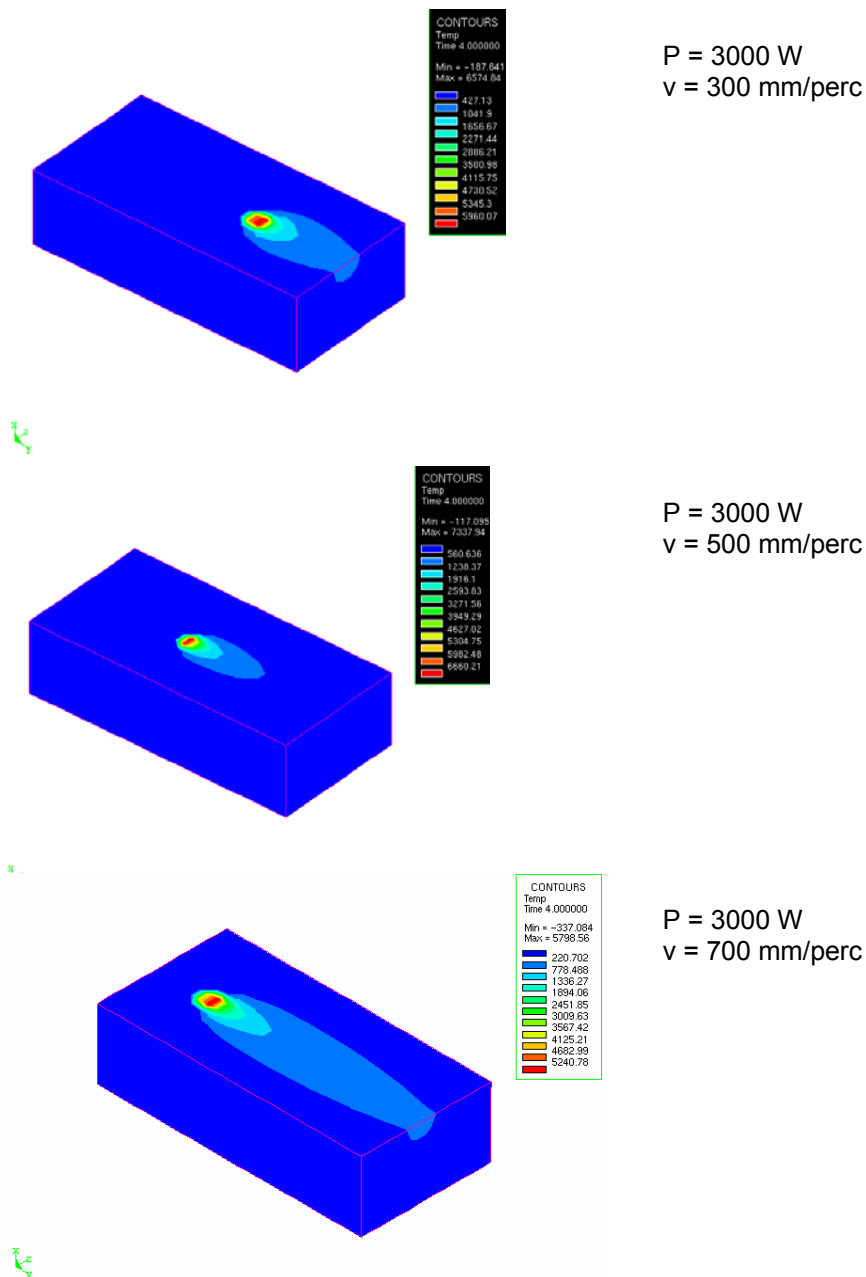 CONTOURS
Temp
Time 4.000000
Min = -187.641
Max = 6574.84
427.13
1041.9
1656.67
2271.44
2886.21
3500.98
4115.75
4730.52
5345.3
5960.07
P = 3000 W
v = 300 mm/perc
CONTOURS
Temp
Time 4.000000
Min = -117.095
Max = 7337.94
560.636
1238.37
1916.1
2593.83
3271.56
3949.29
4627.02
5304.75
5982.48
6660.21
P = 3000 W
v = 500 mm/perc
CONTOURS
Temp
Time 4.000000
Min = -337.084
Max = 5798.56
220.702
778.488
1336.27
1894.06
2451.85
3009.63
3567.42
4125.21
4682.99
5240.78
P = 3000 W
v = 700 mm/perc